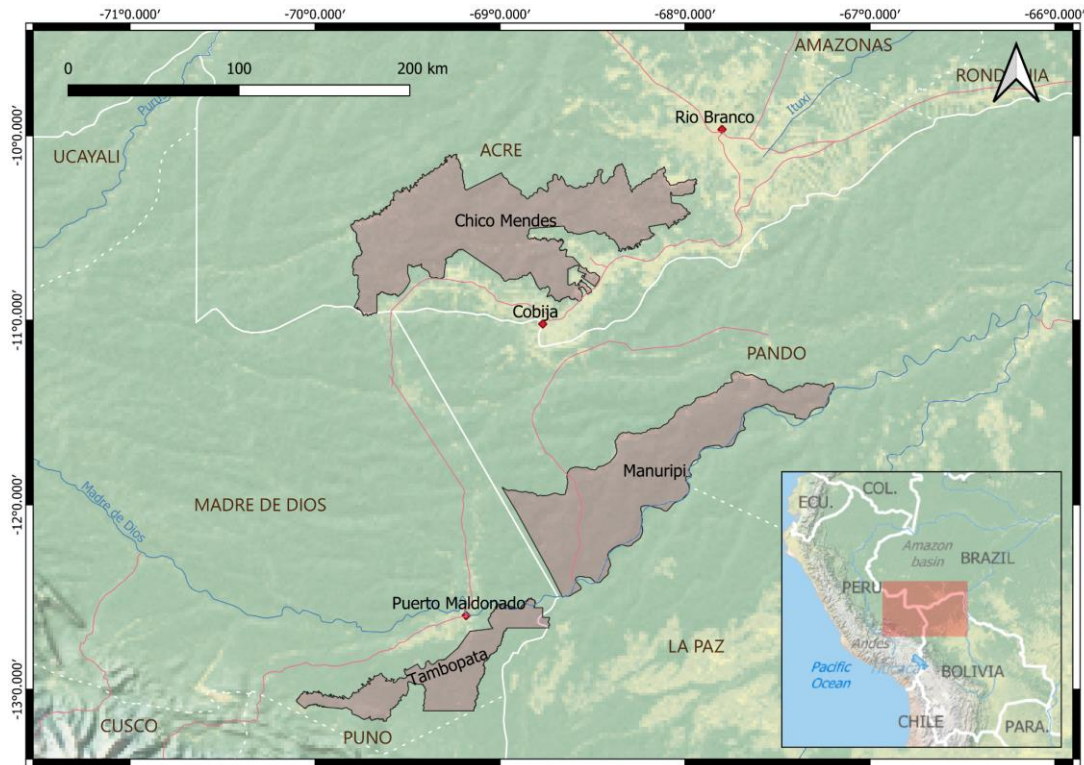 -71°0.000' -70°0.000' -69°0.000' -68°0.000' -67°0.000' -66°0.000'
AMAZONAS
0 100 200 km
RONDÔNIA
Purus
Ituxi
Rio Branco
-10°0.000'
UCAYALI
ACRE
Chico Mendes
-11°0.000'
Cobija
PANDO
Manuripi
-12°0.000'
MADRE DE DIOS
Madre de Dios
Puerto Maldonado
Tambopata
LA PAZ
-13°0.000'
CUSCO
PUNO
COL.
ECU.
Amazon
basin
BRAZIL
PERU
Andes
Pacific
Ocean
BOLIVIA
CHILE
PARA.